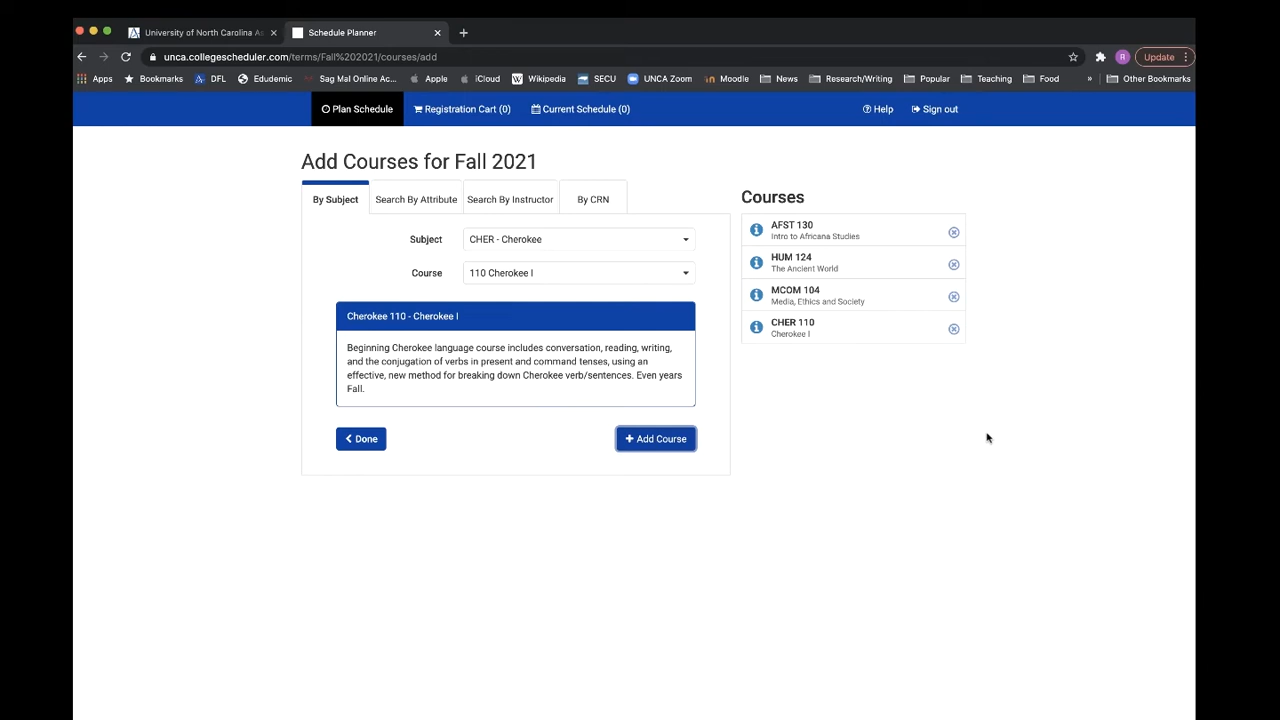 University of North Carolina As
Schedule Planner
unca.collegescheduler.com/terms/Fall%202021/courses/add
R
Update
Apps
Bookmarks
DFL
Edudemic
Sag Mal Online Ac...
Apple
iCloud
Wikipedia
SECU
UNCA Zoom
Moodle
News
Research/Writing
Popular
Teaching
Food
»
Other Bookmarks
Plan Schedule
Registration Cart (0)
Current Schedule (0)
Help
Sign out
Add Courses for Fall 2021
By Subject
Search By Attribute
Search By Instructor
By CRN
Subject
CHER - Cherokee
Course
110 Cherokee I
Cherokee 110 - Cherokee I
Beginning Cherokee language course includes conversation, reading, writing,
and the conjugation of verbs in present and command tenses, using an
effective, new method for breaking down Cherokee verb/sentences. Even years
Fall.
Done
+ Add Course
Courses
AFST 130
Intro to Africana Studies
HUM 124
The Ancient World
MCOM 104
Media, Ethics and Society
CHER 110
Cherokee I